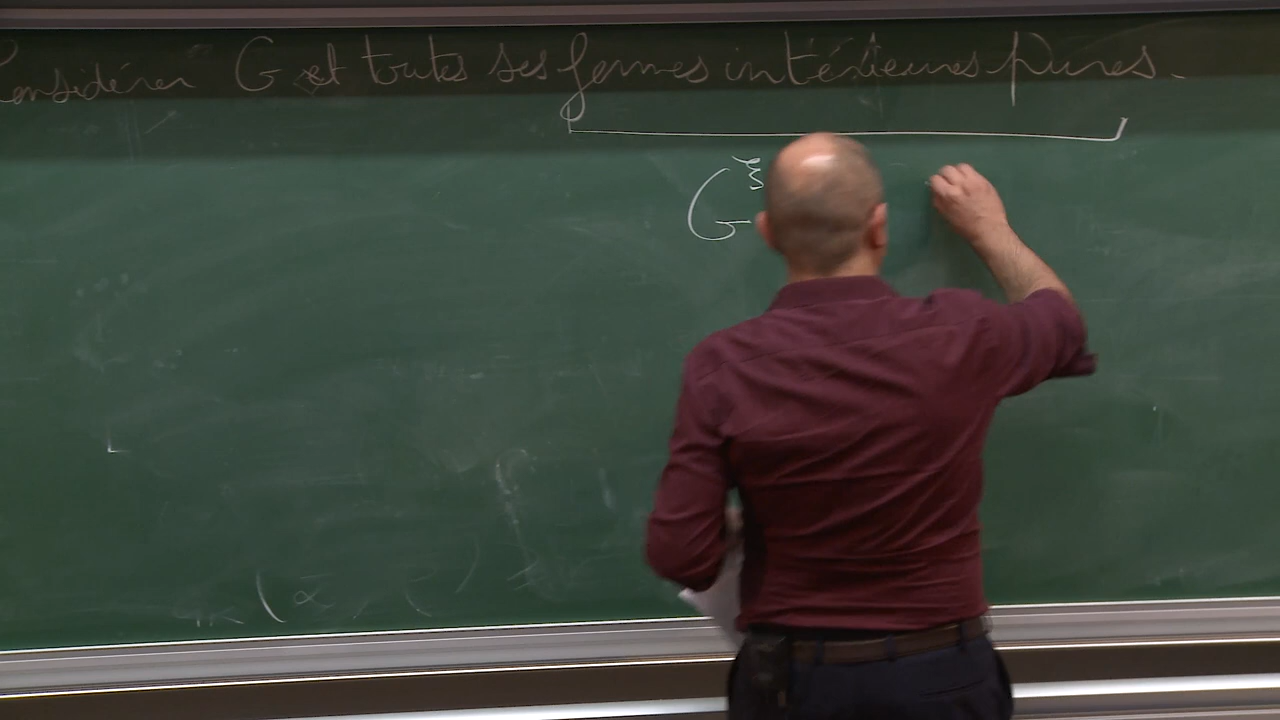 Considérer G et toutes ses formes intérieures pures.
G^ξ
(α